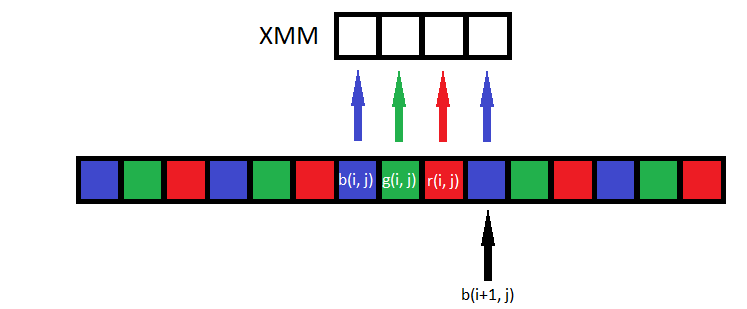 XMM
b(i, j) g(i, j) r(i, j)
b(i+1, j)